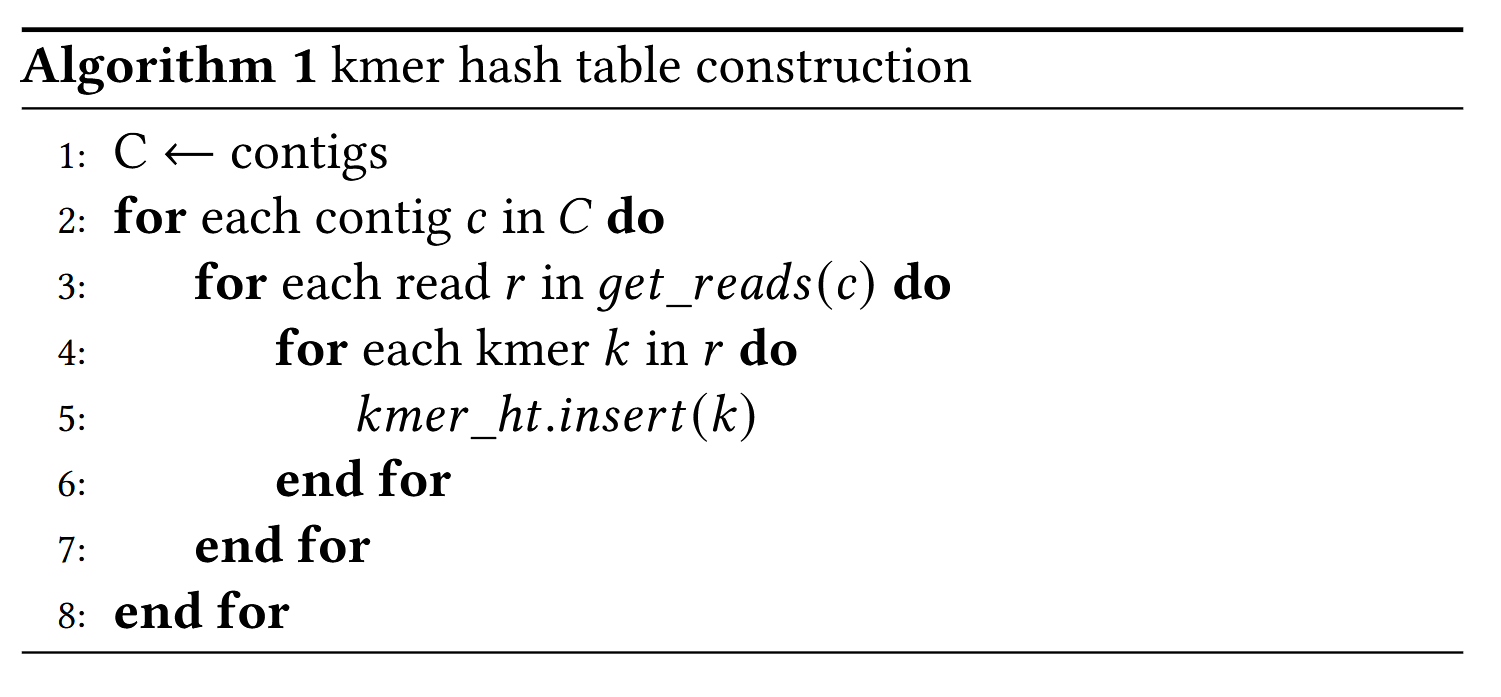 Algorithm 1 kmer hash table construction
1: C ← contigs
2: for each contig c in C do
3: for each read r in get_reads(c) do
4: for each kmer k in r do
5: kmer_ht.insert(k)
6: end for
7: end for
8: end for